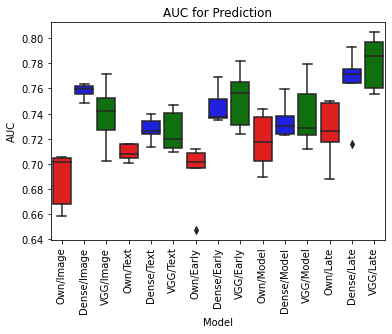 AUC for Prediction
AUC
0.80
0.78
0.76
0.74
0.72
0.70
0.68
0.66
0.64
Own/Image
Dense/Image
VGG/Image
Own/Text
Dense/Text
VGG/Text
Own/Early
Dense/Early
VGG/Early
Own/Model
Dense/Model
VGG/Model
Own/Late
Dense/Late
VGG/Late
Model